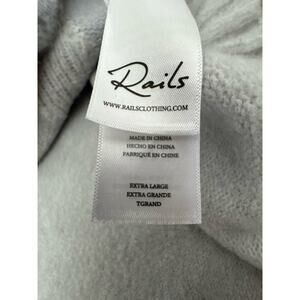 Rails
WWW.RAILSCLOTHING.COM
MADE IN CHINA
HECHO EN CHINA
FABRIQUÉ EN CHINE
EXTRA LARGE
EXTRA GRANDE
TGRAND